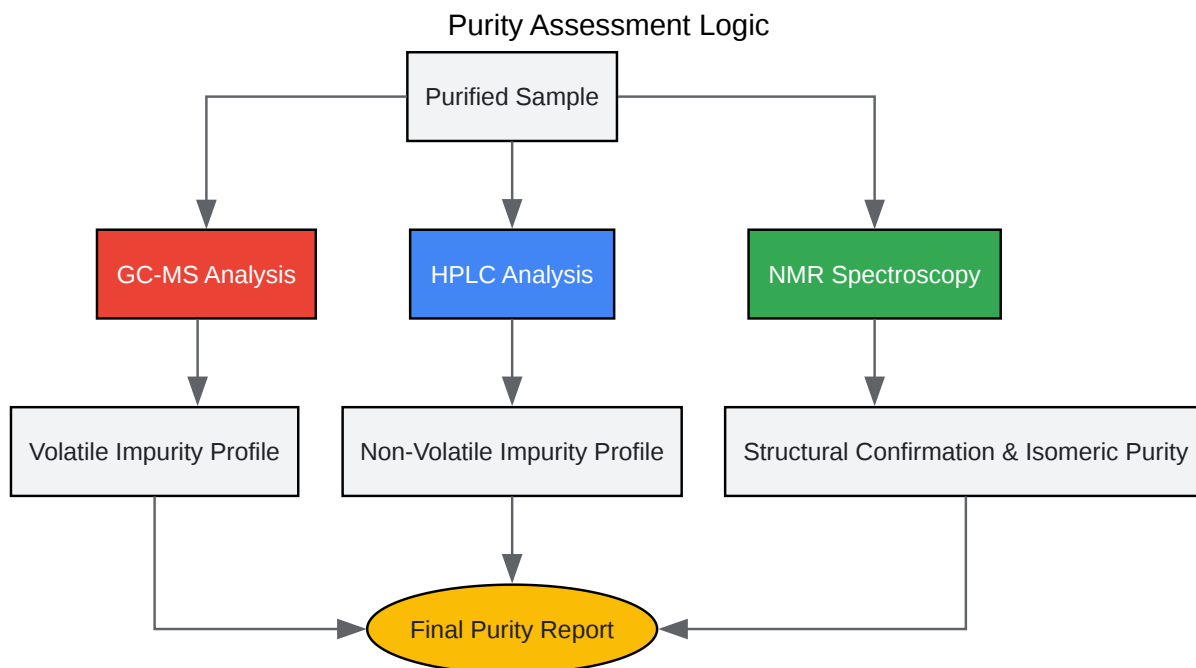 Purity Assessment Logic
Purified Sample
GC-MS Analysis
HPLC Analysis
NMR Spectroscopy
Volatile Impurity Profile
Non-Volatile Impurity Profile
Structural Confirmation & Isomeric Purity
Final Purity Report